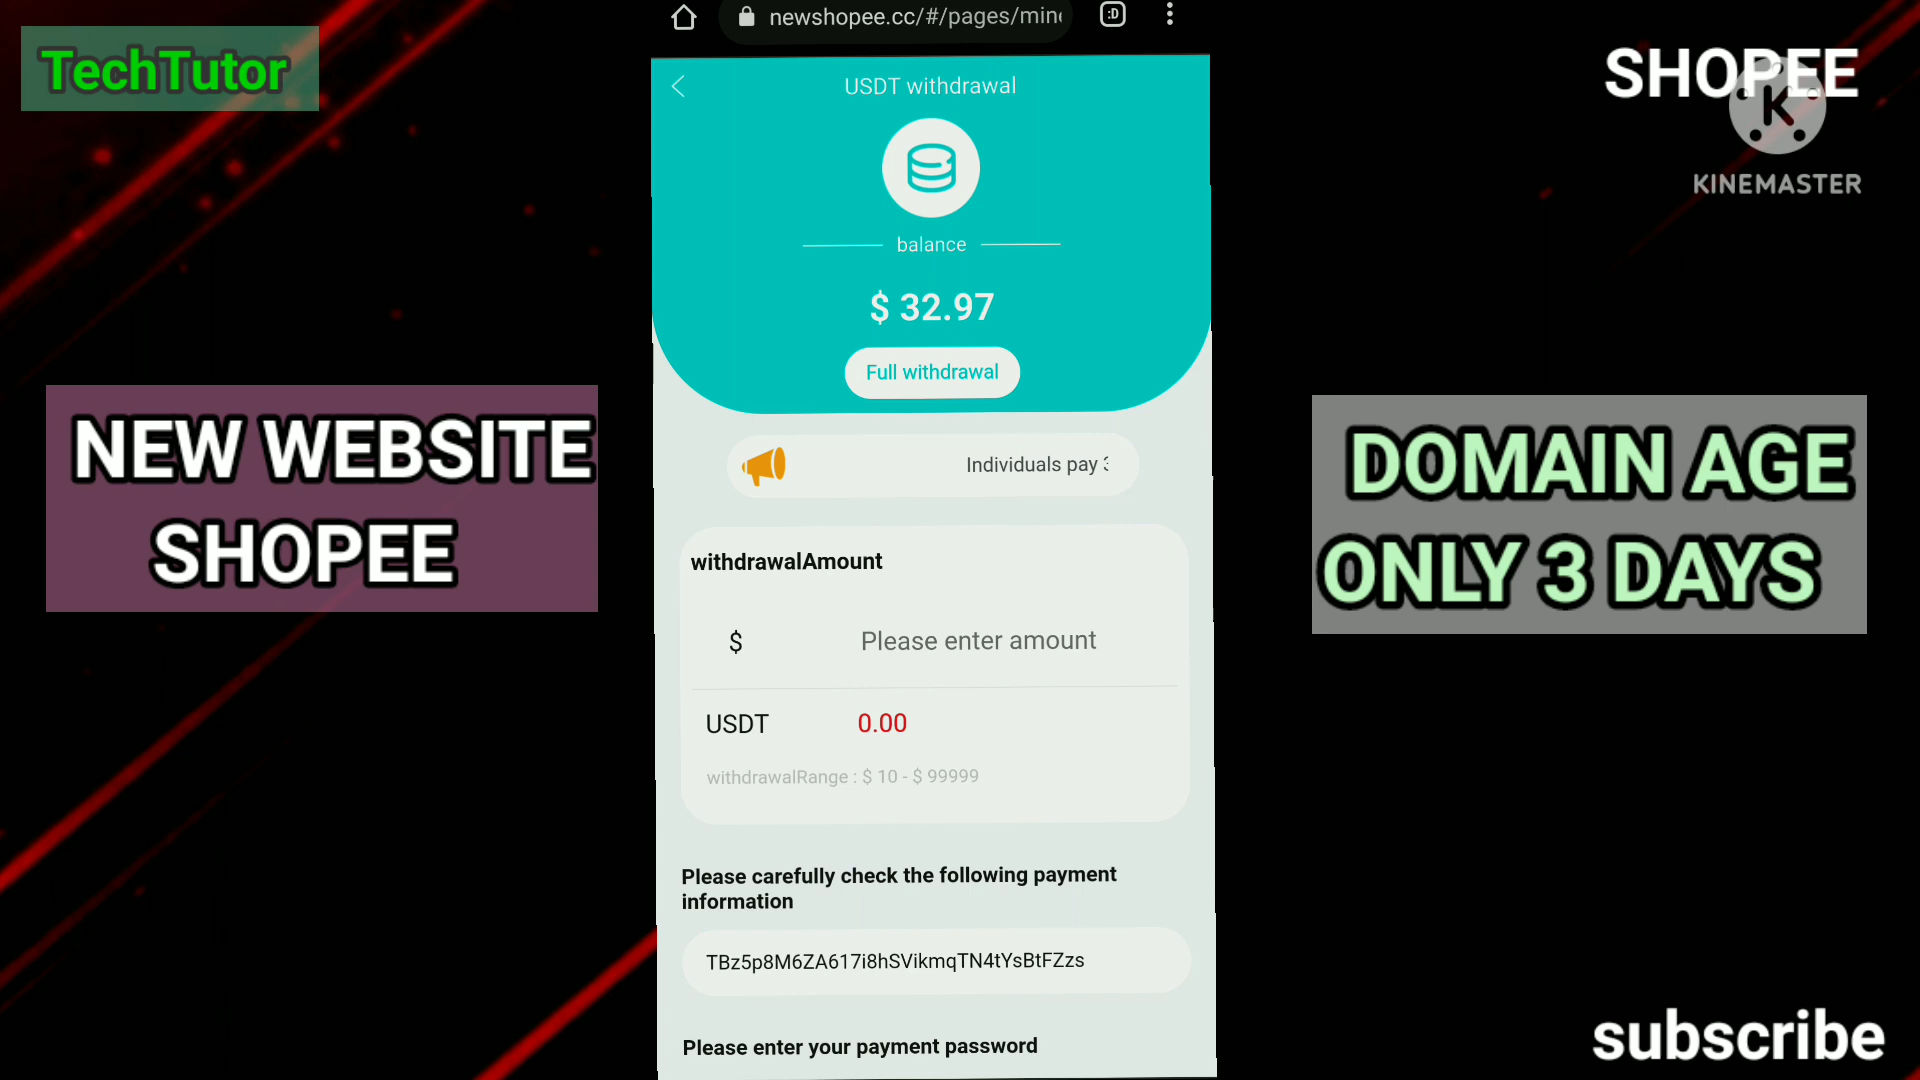 TechTutor
newshopee.cc/#/pages/mine
:D
SHOPEE
K
KINEMASTER
USDT withdrawal
balance
$ 32.97
Full withdrawal
NEW WEBSITE
SHOPEE
DOMAIN AGE
ONLY 3 DAYS
Individuals pay 3
withdrawalAmount
$ Please enter amount
USDT 0.00
withdrawalRange : $ 10 - $ 99999
Please carefully check the following payment
information
TBz5p8M6ZA617i8hSVikmqTN4tYsBtFZzs
Please enter your payment password
subscribe